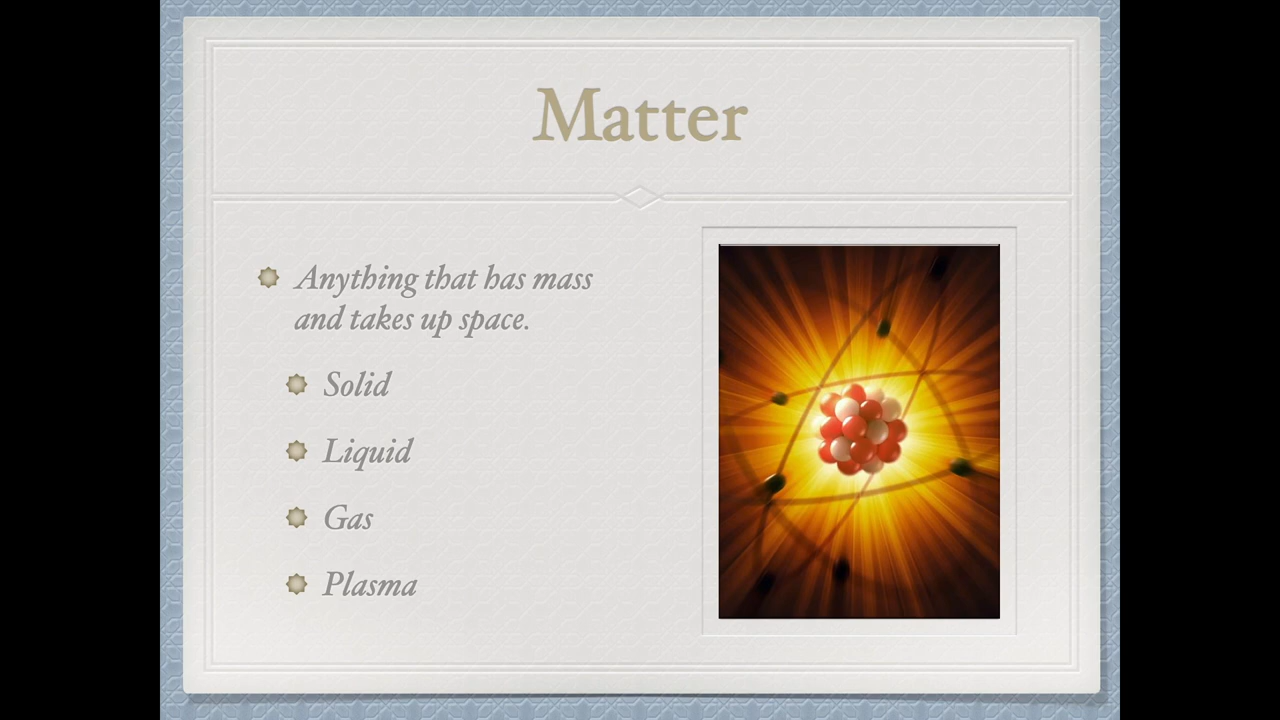 Matter
Anything that has mass
and takes up space.
Solid
Liquid
Gas
Plasma